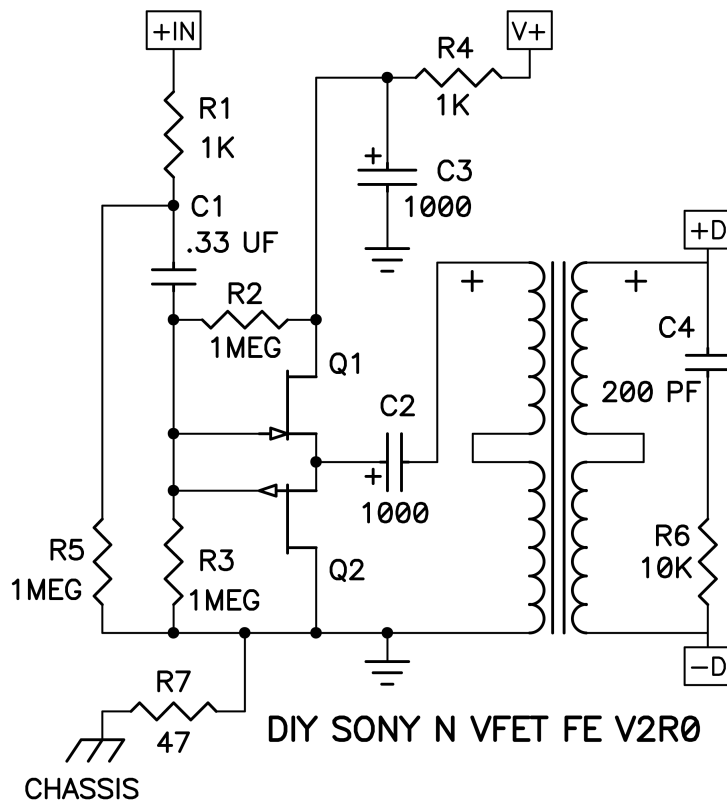 +IN
V+
R4
1K
R1
1K
C3
1000
C1
.33 UF
+D
R2
1MEG
C4
200 PF
Q1
C2
1000
R5
1MEG
R3
1MEG
Q2
R6
10K
-D
R7
47
DIY SONY N VFET FE V2R0
CHASSIS